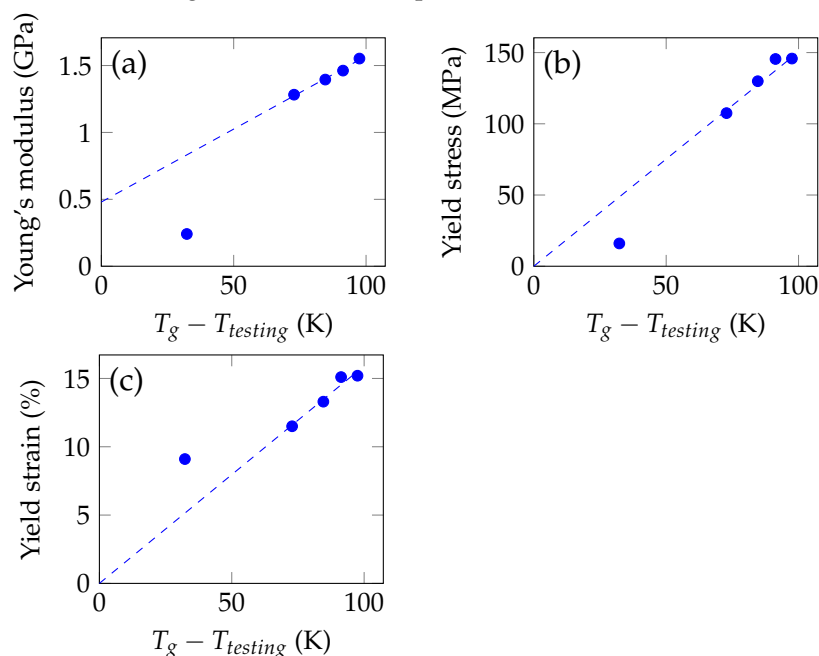 (a)
Young's modulus (GPa)
1.5
1
0.5
0
0 50 100
T_g − T_testing (K)
(b)
Yield stress (MPa)
150
100
50
0
0 50 100
T_g − T_testing (K)
(c)
Yield strain (%)
15
10
5
0
0 50 100
T_g − T_testing (K)